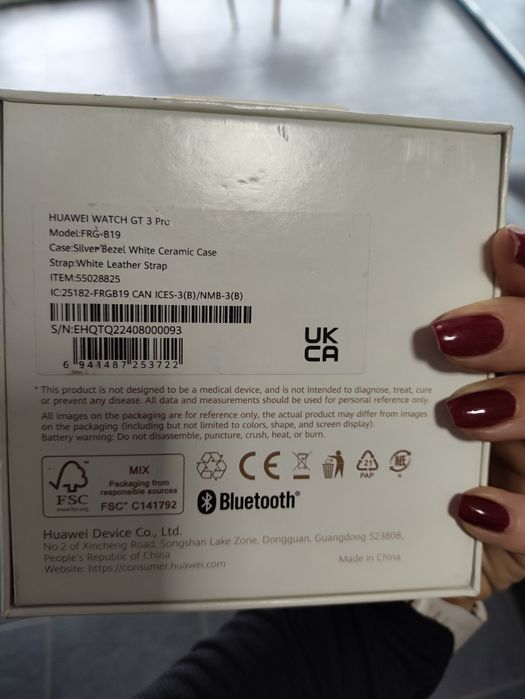 HUAWEI WATCH GT 3 Pro
Model:FRG-B19
Case:Silver Bezel White Ceramic Case
Strap:White Leather Strap
ITEM:55028825
IC:25182-FRGB19 CAN ICES-3(B)/NMB-3(B)
S/N:EHQTQ22408000093
UK
CA
6 941487 253722
* This product is not designed to be a medical device, and is not intended to diagnose, treat, cure
or prevent any disease. All data and measurements should be used for personal reference only.
All images on the packaging are for reference only, the actual product may differ from images
on the packaging (including but not limited to colors, shape, and screen display).
Battery warning: Do not disassemble, puncture, crush, heat, or burn.
FSC
www.fsc.org
MIX
Packaging from
responsible sources
FSC® C141792
CE
21
PAP
Bluetooth®
Huawei Device Co., Ltd.
No.2 of Xincheng Road, Songshan Lake Zone, Dongguan, Guangdong 523808,
People's Republic of China
Website: https://consumer.huawei.com
Made in China